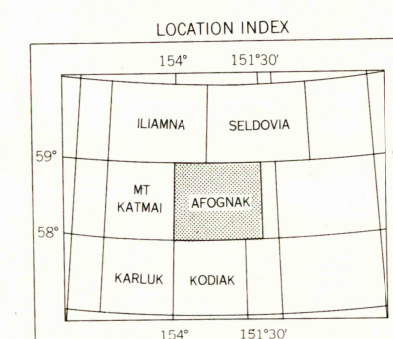 LOCATION INDEX
154° 151°30'
ILIAMNA SELDOVIA
59°
MT
KATMAI AFOGNAK
58°
KARLUK KODIAK
154° 151°30'